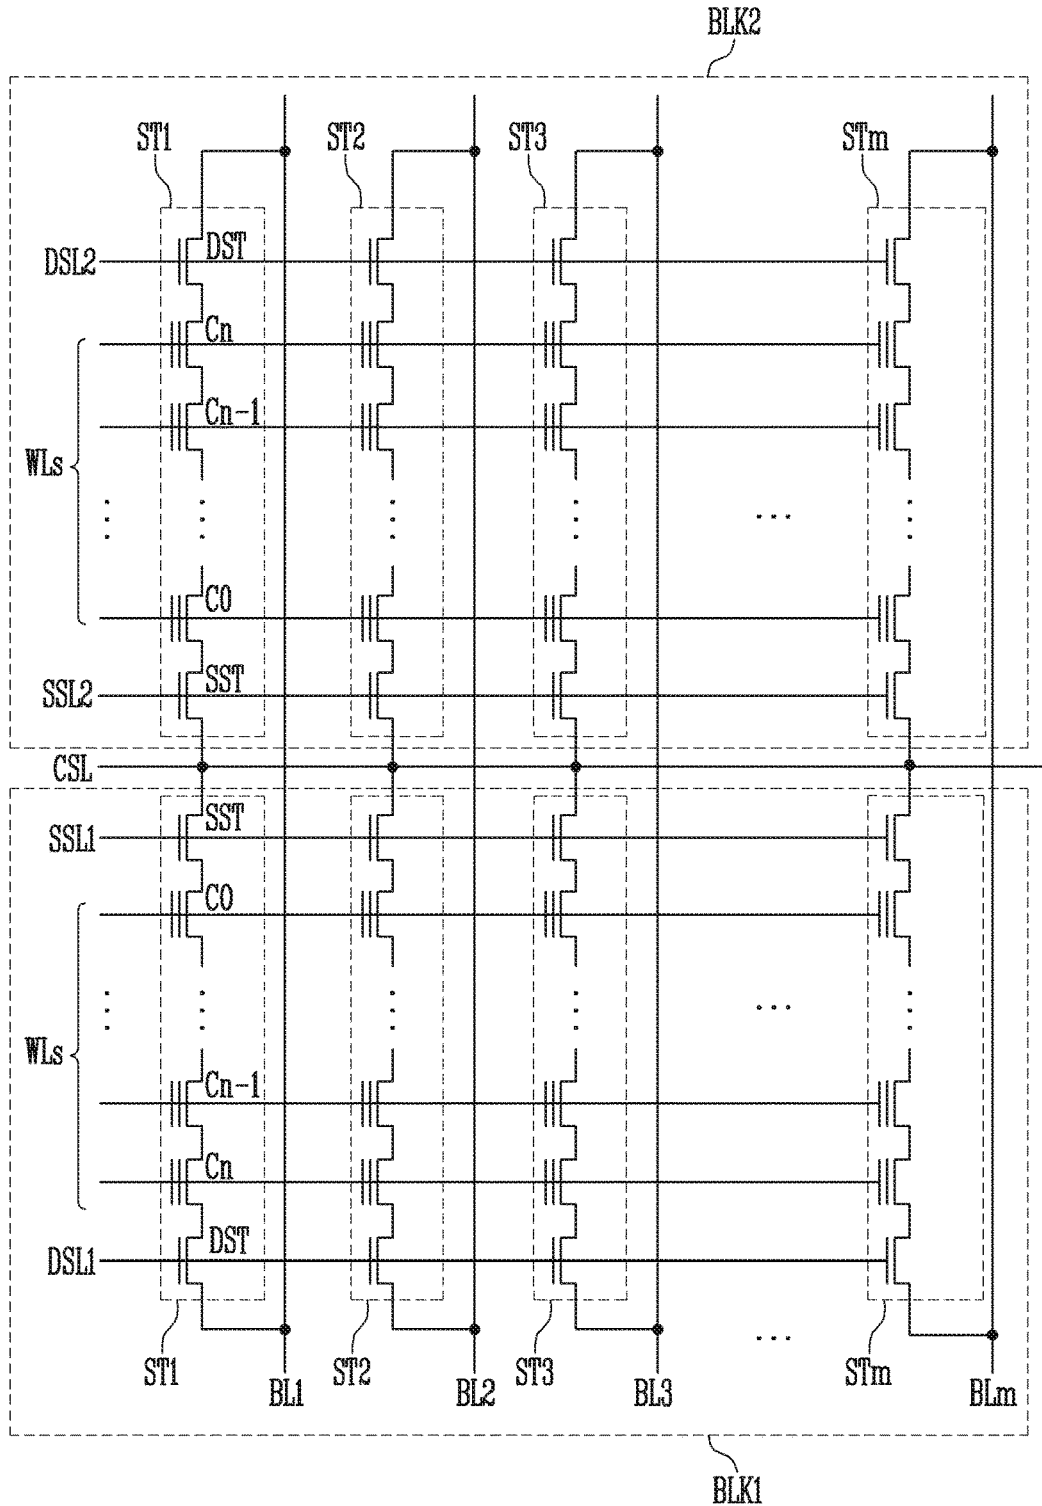 BLK2
ST1 ST2 ST3 STm
DSL2 DST
Cn
Cn-1
WLs
C0
SSL2 SST
CSL
SSL1 SST
C0
WLs
Cn-1
Cn
DSL1 DST
ST1 ST2 ST3 STm
BL1 BL2 BL3 BLm
BLK1